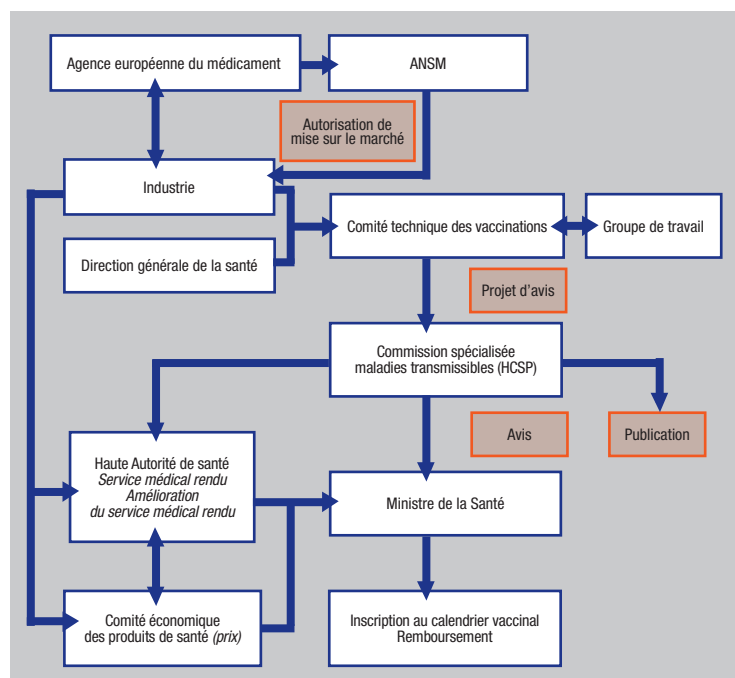 Agence européenne du médicament
ANSM
Autorisation de
mise sur le marché
Industrie
Comité technique des vaccinations
Groupe de travail
Direction générale de la santé
Projet d'avis
Commission spécialisée
maladies transmissibles (HCSP)
Avis
Publication
Haute Autorité de santé
Service médical rendu
Amélioration
du service médical rendu
Ministre de la Santé
Comité économique
des produits de santé (prix)
Inscription au calendrier vaccinal
Remboursement